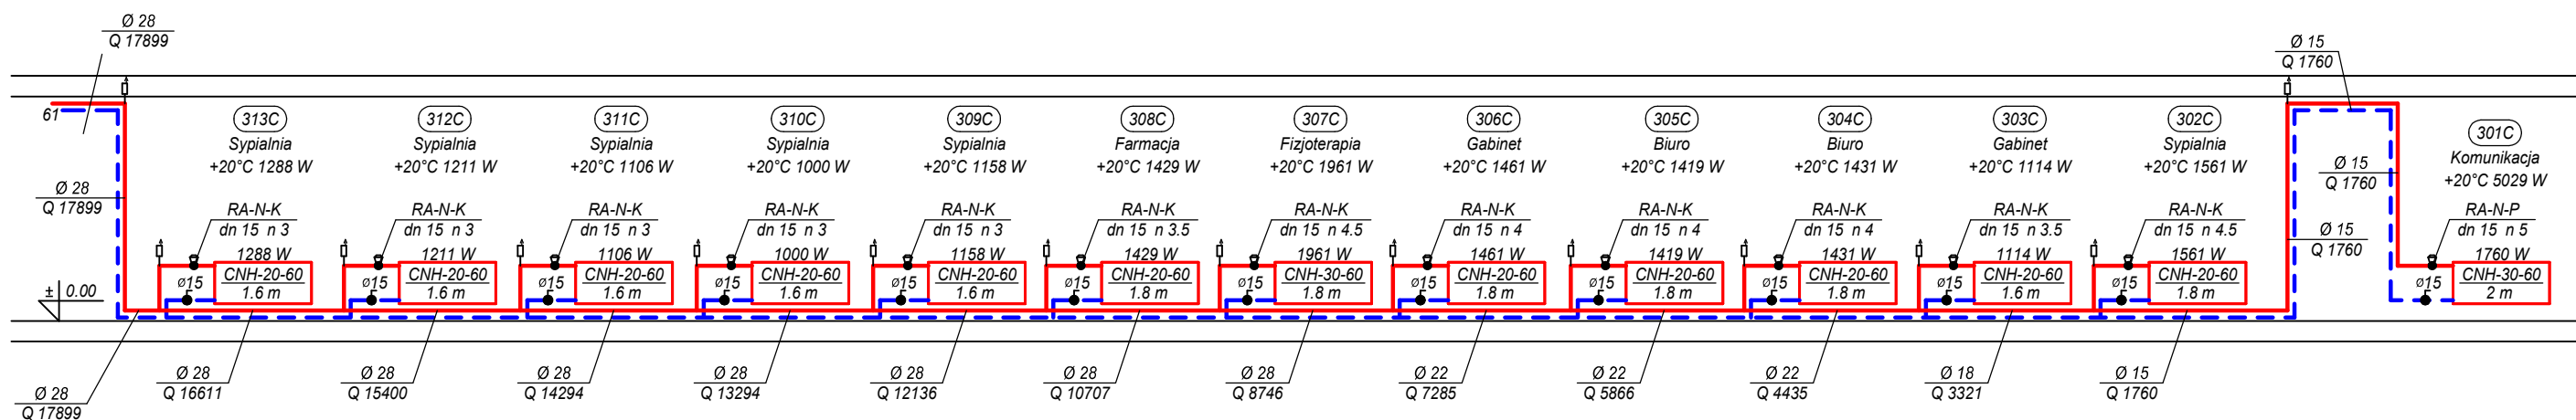 Ø 28
Q 17899
Ø 15
Q 1760
61
313C
Sypialnia
+20°C 1288 W
312C
Sypialnia
+20°C 1211 W
311C
Sypialnia
+20°C 1106 W
310C
Sypialnia
+20°C 1000 W
309C
Sypialnia
+20°C 1158 W
308C
Farmacja
+20°C 1429 W
307C
Fizjoterapia
+20°C 1961 W
306C
Gabinet
+20°C 1461 W
305C
Biuro
+20°C 1419 W
304C
Biuro
+20°C 1431 W
303C
Gabinet
+20°C 1114 W
302C
Sypialnia
+20°C 1561 W
301C
Komunikacja
+20°C 5029 W
Ø 28
Q 17899
Ø 15
Q 1760
Ø 15
Q 1760
RA-N-K
dn 15 n 3
1288 W
CNH-20-60
1.6 m
ø15
RA-N-K
dn 15 n 3
1211 W
CNH-20-60
1.6 m
ø15
RA-N-K
dn 15 n 3
1106 W
CNH-20-60
1.6 m
ø15
RA-N-K
dn 15 n 3
1000 W
CNH-20-60
1.6 m
ø15
RA-N-K
dn 15 n 3
1158 W
CNH-20-60
1.6 m
ø15
RA-N-K
dn 15 n 3.5
1429 W
CNH-20-60
1.8 m
ø15
RA-N-K
dn 15 n 4.5
1961 W
CNH-30-60
1.8 m
ø15
RA-N-K
dn 15 n 4
1461 W
CNH-20-60
1.8 m
ø15
RA-N-K
dn 15 n 4
1419 W
CNH-20-60
1.8 m
ø15
RA-N-K
dn 15 n 4
1431 W
CNH-20-60
1.8 m
ø15
RA-N-K
dn 15 n 3.5
1114 W
CNH-20-60
1.6 m
ø15
RA-N-K
dn 15 n 4.5
1561 W
CNH-20-60
1.8 m
ø15
RA-N-P
dn 15 n 5
1760 W
CNH-30-60
2 m
ø15
± 0.00
Ø 28
Q 17899
Ø 28
Q 16611
Ø 28
Q 15400
Ø 28
Q 14294
Ø 28
Q 13294
Ø 28
Q 12136
Ø 28
Q 10707
Ø 28
Q 8746
Ø 22
Q 7285
Ø 22
Q 5866
Ø 22
Q 4435
Ø 18
Q 3321
Ø 15
Q 1760